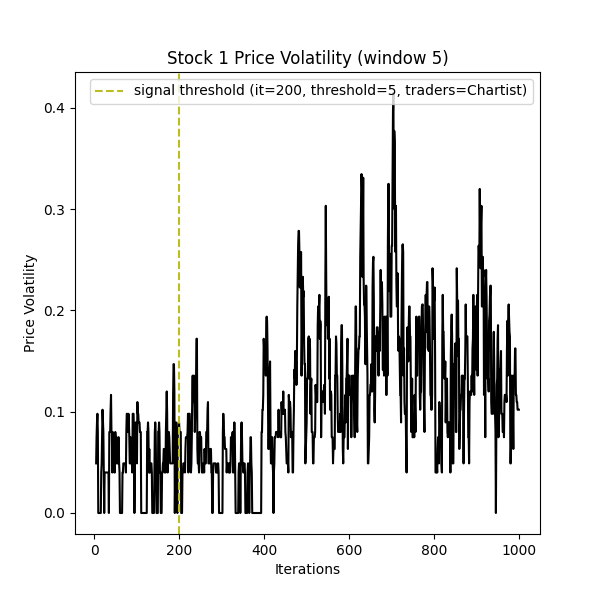 Stock 1 Price Volatility (window 5)
signal threshold (it=200, threshold=5, traders=Chartist)
Price Volatility
0.4
0.3
0.2
0.1
0.0
0 200 400 600 800 1000
Iterations